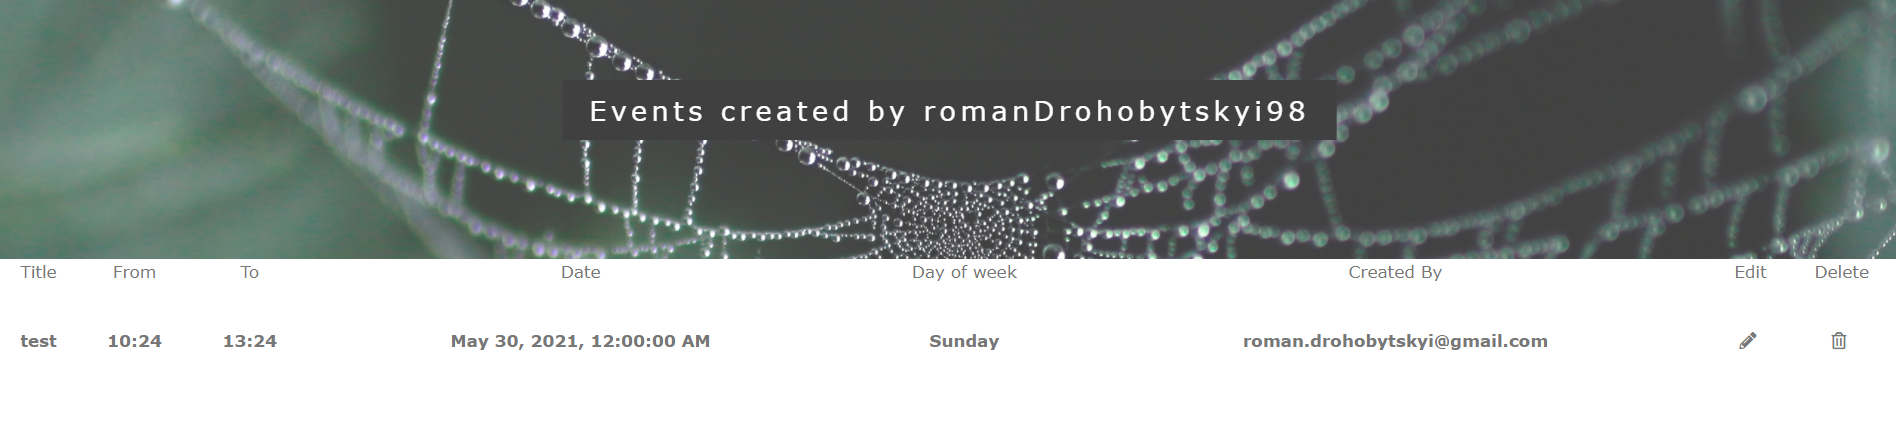 Events created by romanDrohobytskyi98
Title From To Date Day of week Created By Edit Delete
test 10:24 13:24 May 30, 2021, 12:00:00 AM Sunday roman.drohobytskyi@gmail.com